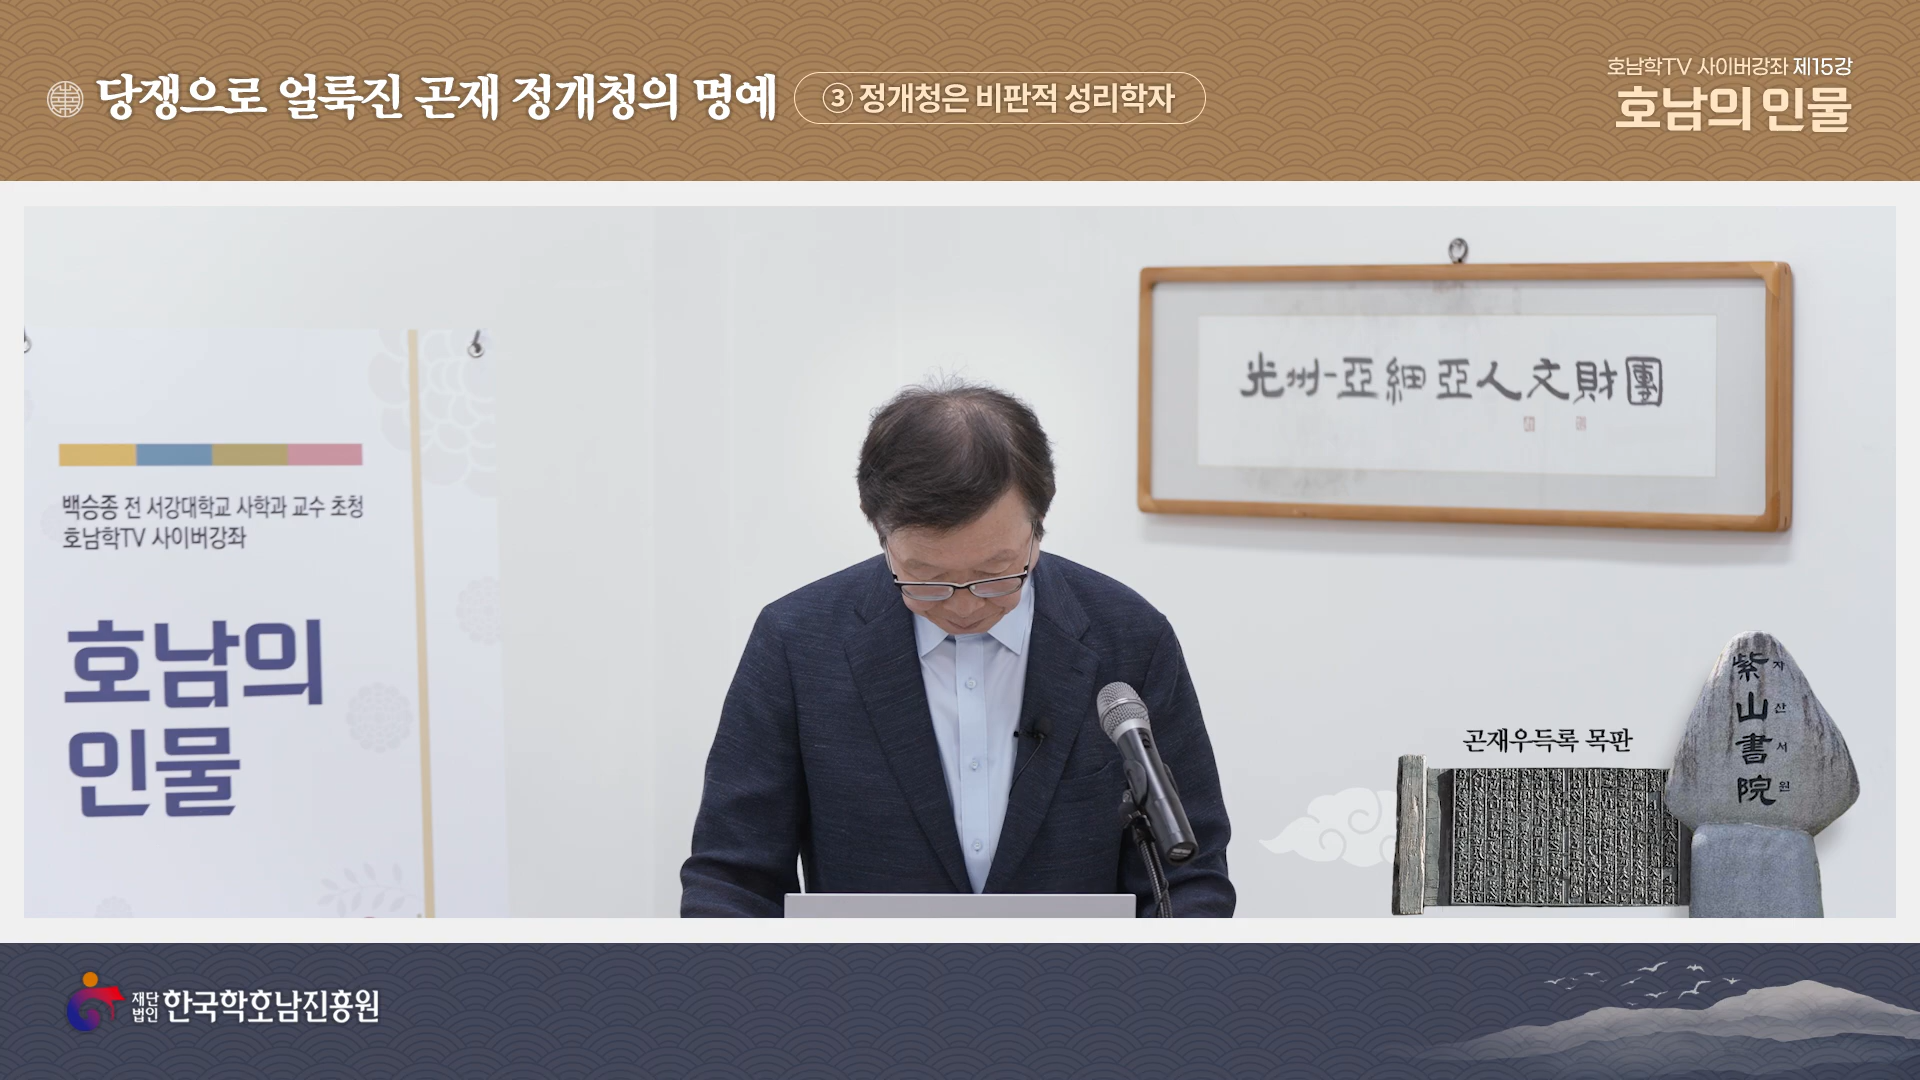 당쟁으로 얼룩진 곤재 정개청의 명예
③ 정개청은 비판적 성리학자
호남학TV 사이버강좌 제15강
호남의 인물
光州-亞細亞人文財團
백승종 전 서강대학교 사학과 교수 초청
호남학TV 사이버강좌
호남의
인물
곤재우득록 목판
紫山書院
자산서원
재단법인 한국학호남진흥원